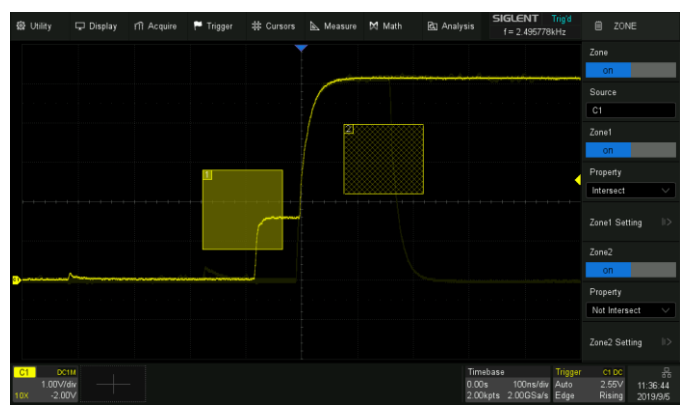 Utility Display Acquire Trigger Cursors Measure Math Analysis SIGLENT Trig'd ZONE
f = 2.495778kHz
Zone
on
Source
C1
Zone1
on
Property
Intersect
Zone1 Setting
Zone2
on
Property
Not Intersect
Zone2 Setting
1
2
C1 DC1M
1.00V/div
10X -2.00V
Timebase
0.00s 100ns/div
2.00kpts 2.00GSa/s
Trigger C1 DC
Auto 2.55V
Edge Rising
11:36:44
2019/9/5